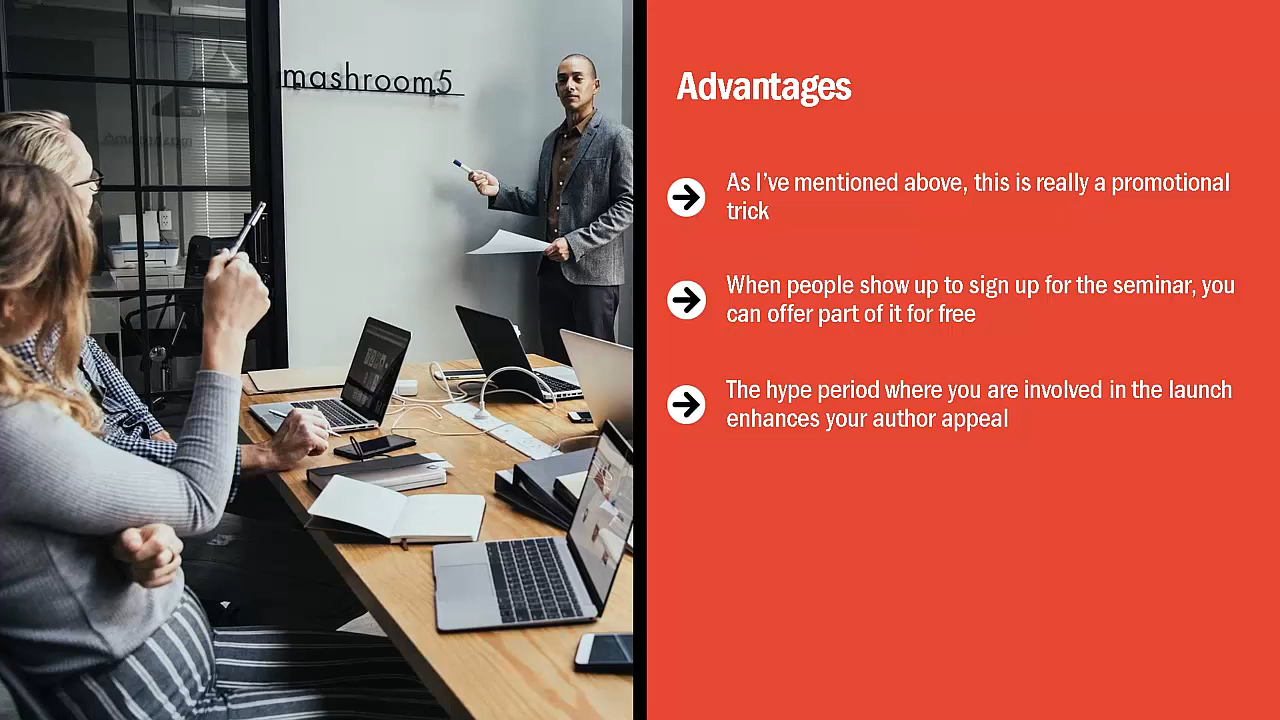 mashroom5
Advantages
As I've mentioned above, this is really a promotional
trick
When people show up to sign up for the seminar, you
can offer part of it for free
The hype period where you are involved in the launch
enhances your author appeal